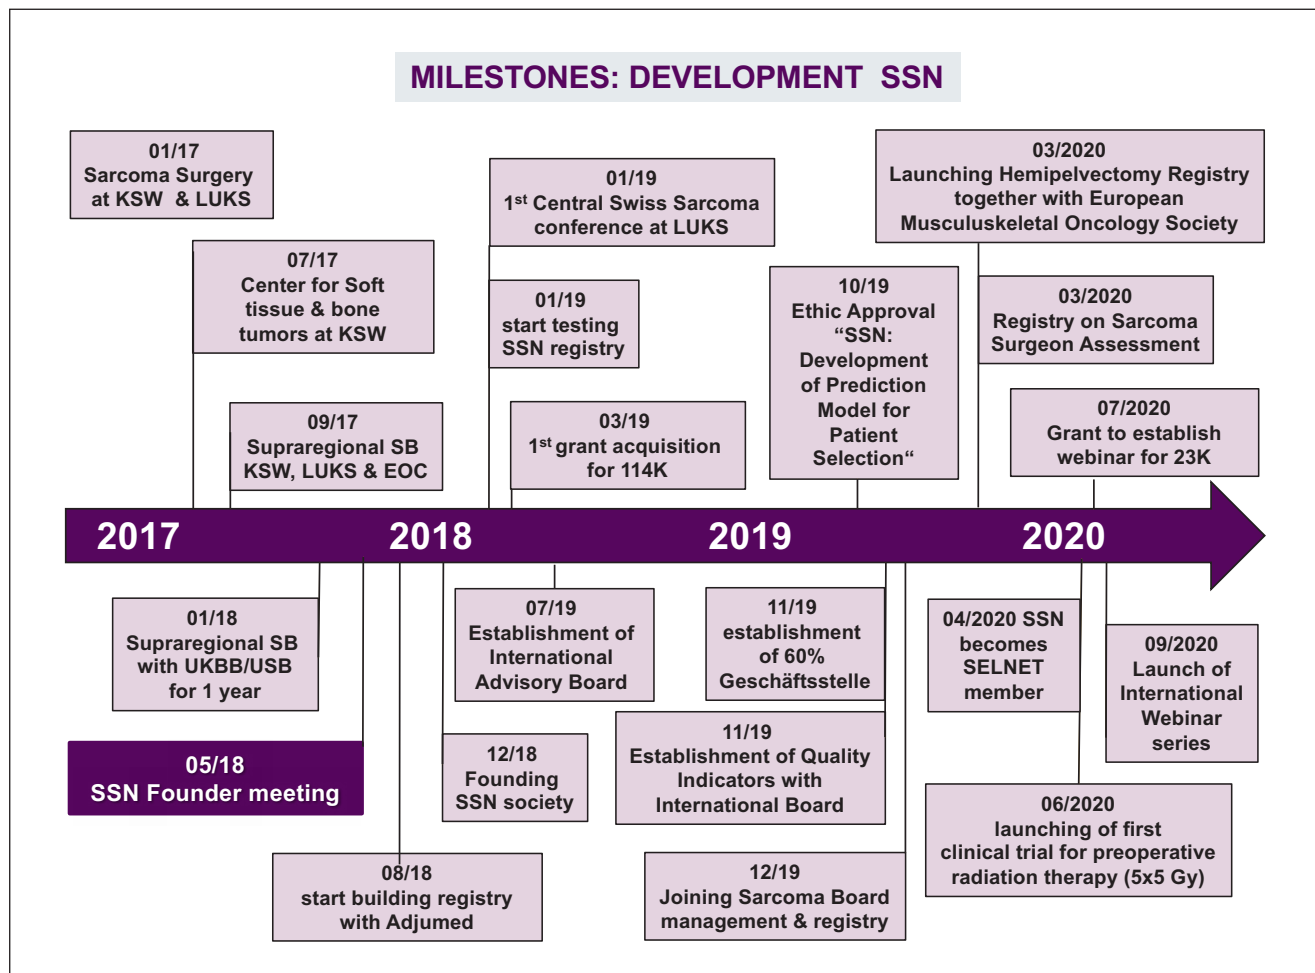 MILESTONES: DEVELOPMENT SSN
01/17
Sarcoma Surgery
at KSW & LUKS
07/17
Center for Soft
tissue & bone
tumors at KSW
09/17
Supraregional SB
KSW, LUKS & EOC
01/19
1st Central Swiss Sarcoma
conference at LUKS
01/19
start testing
SSN registry
03/19
1st grant acquisition
for 114K
10/19
Ethic Approval
“SSN:
Development
of Prediction
Model for
Patient
Selection“
03/2020
Launching Hemipelvectomy Registry
together with European
Musculuskeletal Oncology Society
03/2020
Registry on Sarcoma
Surgeon Assessment
07/2020
Grant to establish
webinar for 23K
2017
2018
2019
2020
01/18
Supraregional SB
with UKBB/USB
for 1 year
05/18
SSN Founder meeting
08/18
start building registry
with Adjumed
12/18
Founding
SSN society
07/19
Establishment of
International
Advisory Board
11/19
establishment
of 60%
Geschäftsstelle
11/19
Establishment of Quality
Indicators with
International Board
12/19
Joining Sarcoma Board
management & registry
04/2020 SSN
becomes
SELNET
member
09/2020
Launch of
International
Webinar
series
06/2020
launching of first
clinical trial for preoperative
radiation therapy (5x5 Gy)